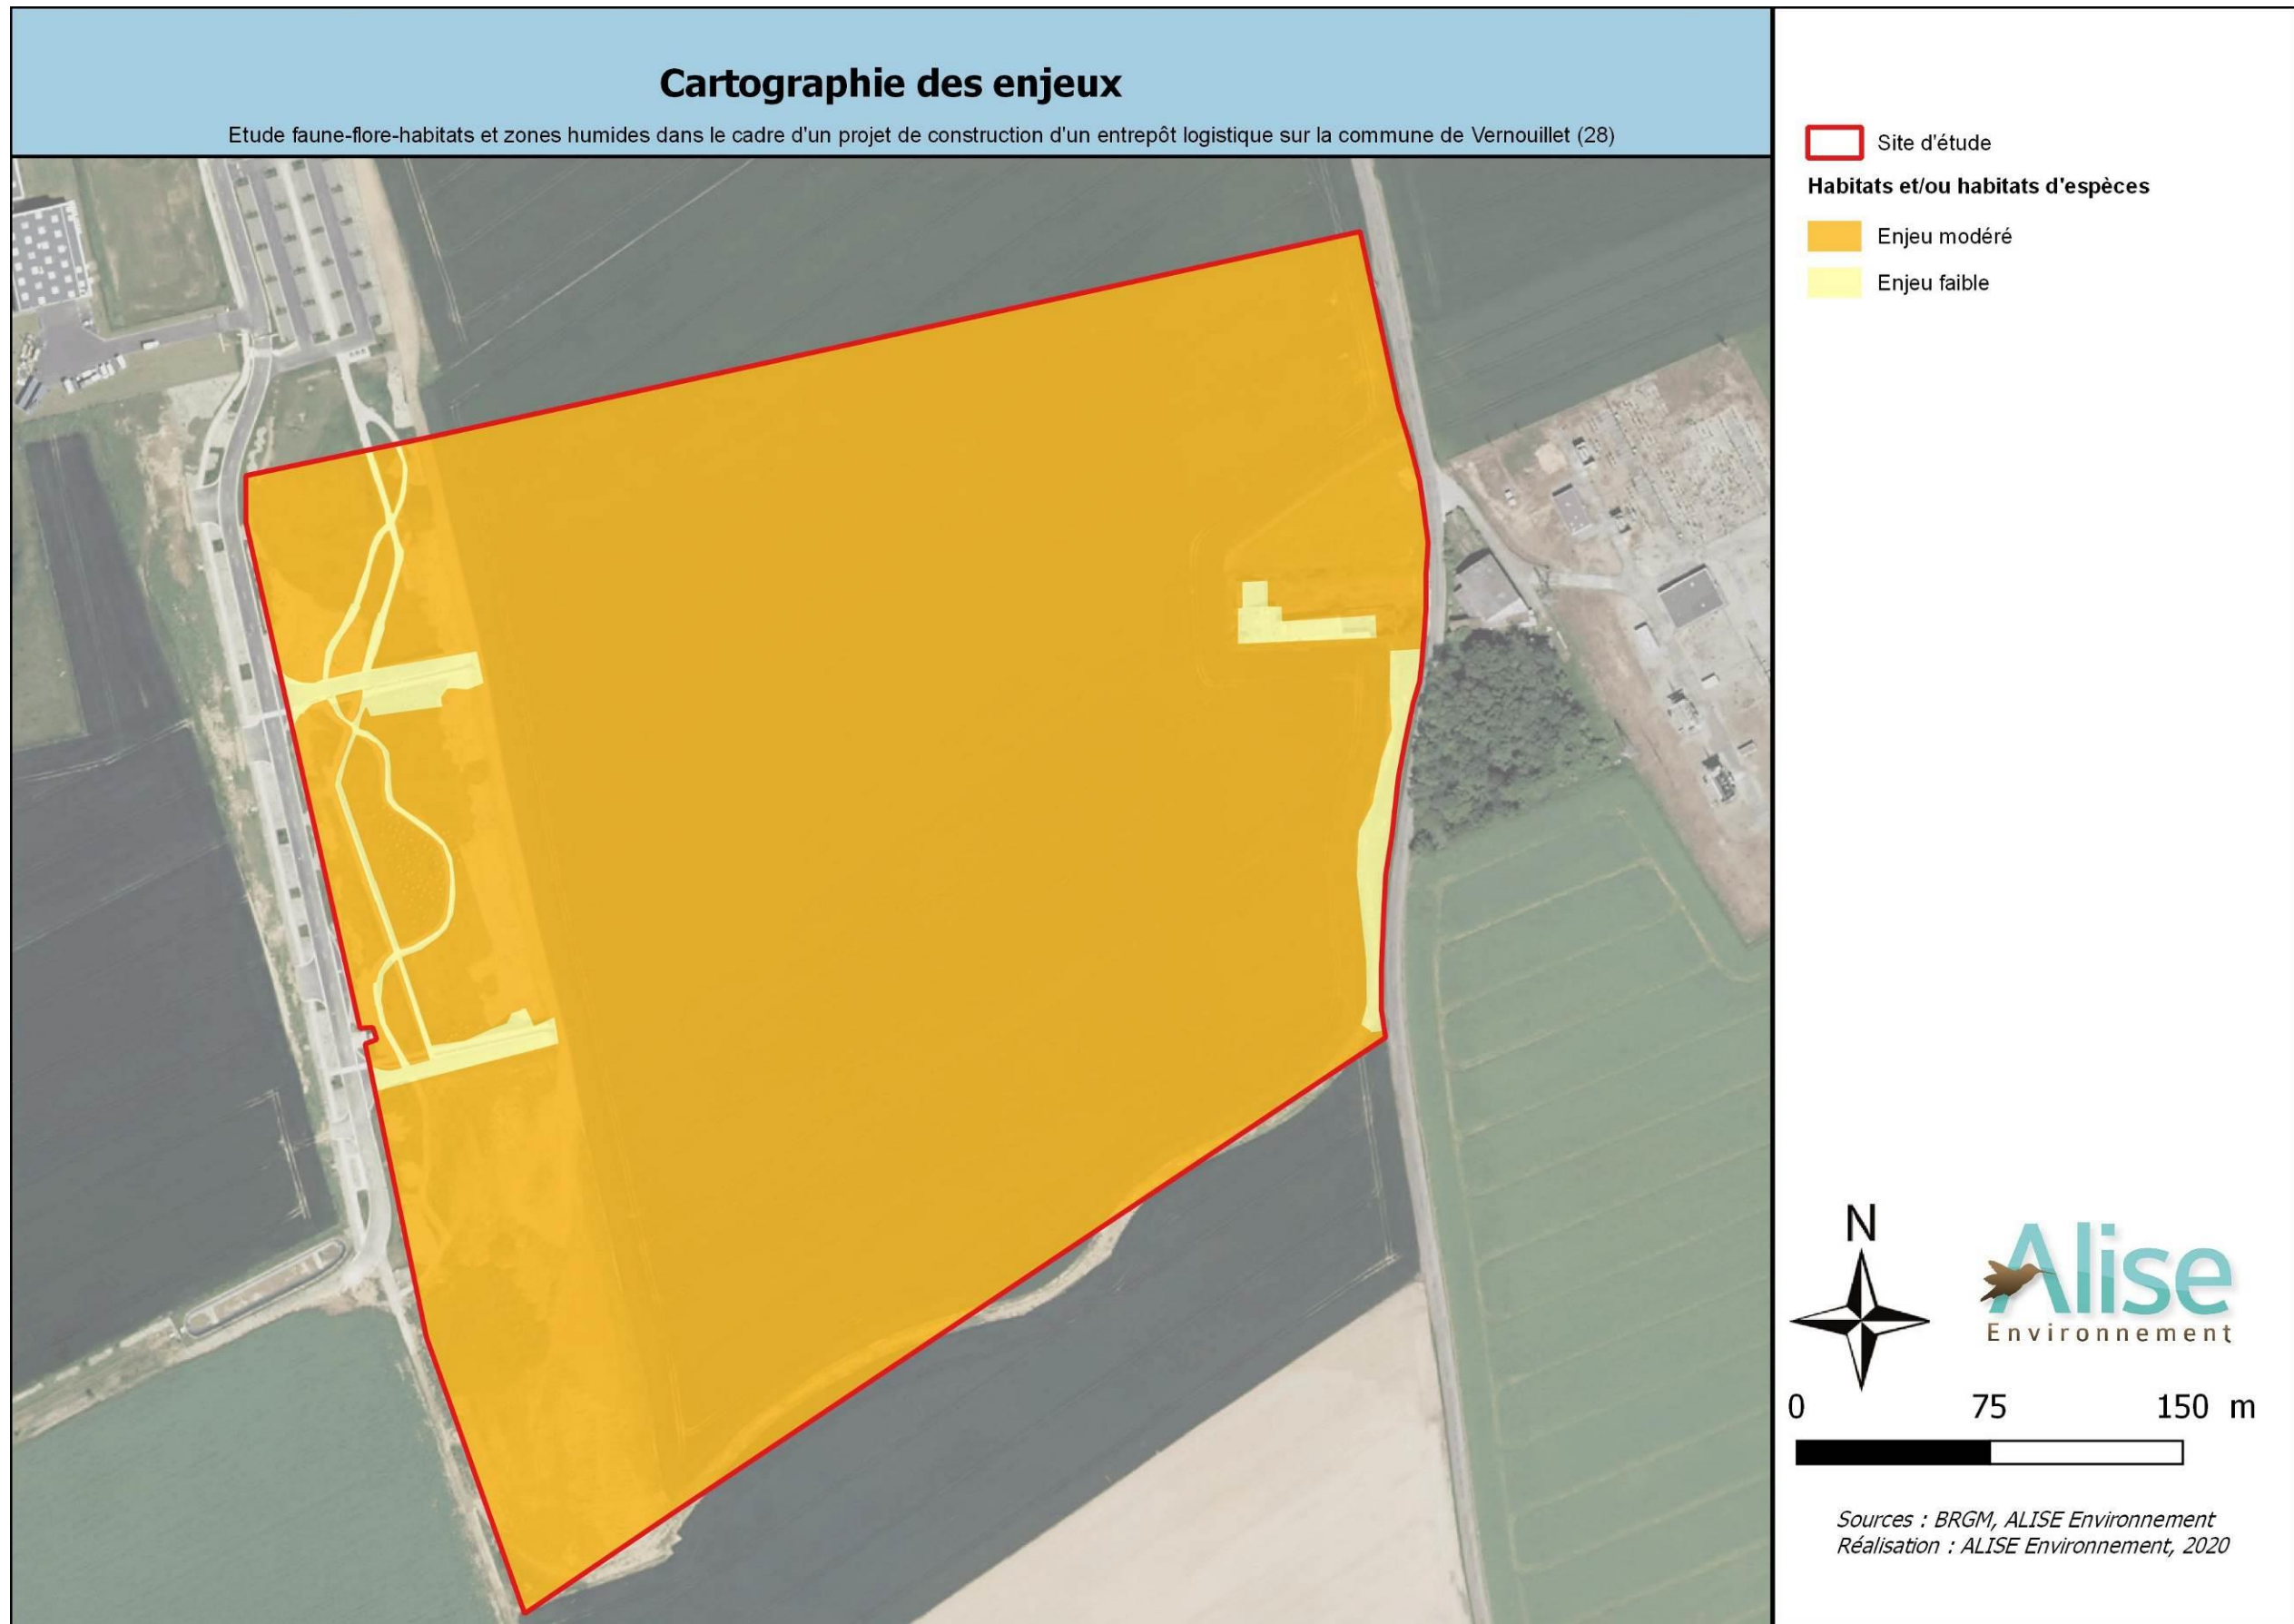 Cartographie des enjeux
Etude faune-flore-habitats et zones humides dans le cadre d'un projet de construction d'un entrepôt logistique sur la commune de Vernouillet (28)
Site d'étude
Habitats et/ou habitats d'espèces
Enjeu modéré
Enjeu faible
N
Alise
Environnement
0 75 150 m
Sources : BRGM, ALISE Environnement
Réalisation : ALISE Environnement, 2020